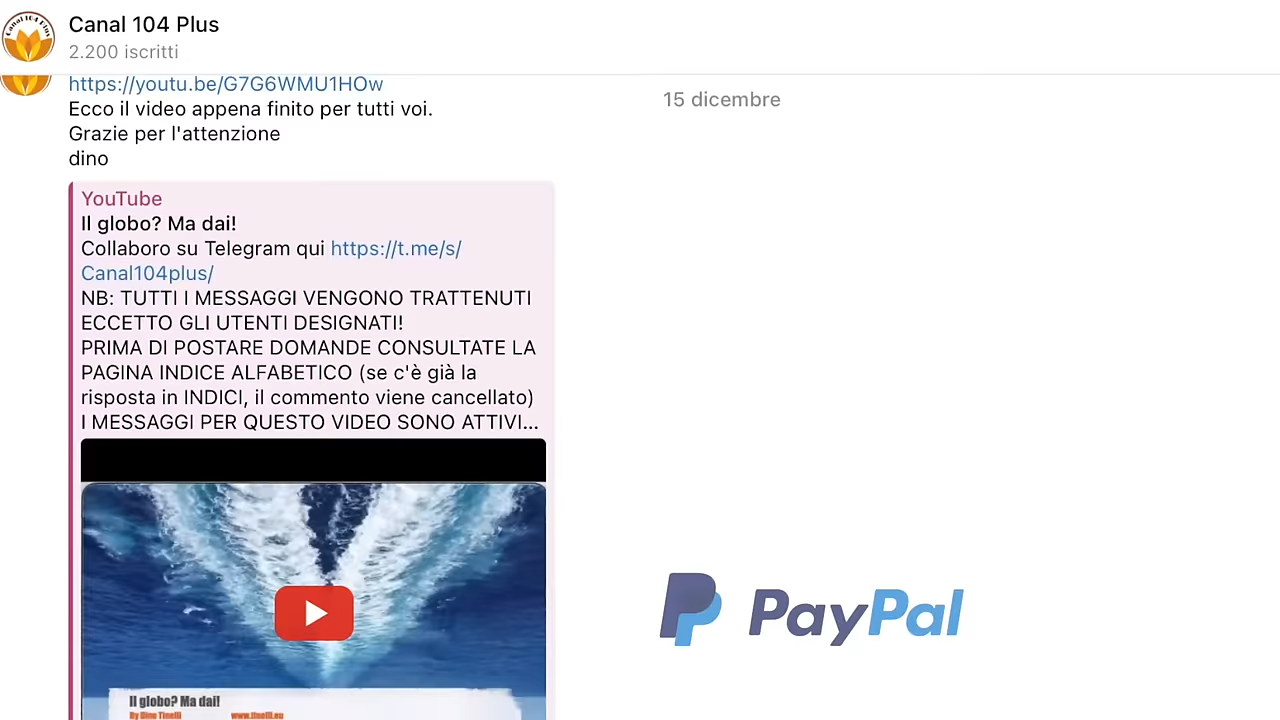 Canal 104 Plus
Canal 104 Plus
2.200 iscritti
https://youtu.be/G7G6WMU1HOw
Ecco il video appena finito per tutti voi.
Grazie per l'attenzione
dino
15 dicembre
YouTube
Il globo? Ma dai!
Collaboro su Telegram qui https://t.me/s/
Canal104plus/
NB: TUTTI I MESSAGGI VENGONO TRATTENUTI
ECCETTO GLI UTENTI DESIGNATI!
PRIMA DI POSTARE DOMANDE CONSULTATE LA
PAGINA INDICE ALFABETICO (se c'è già la
risposta in INDICI, il commento viene cancellato)
I MESSAGGI PER QUESTO VIDEO SONO ATTIVI...
PayPal
Il globo? Ma dai!
By Dino Tinelli www.tinelli.eu